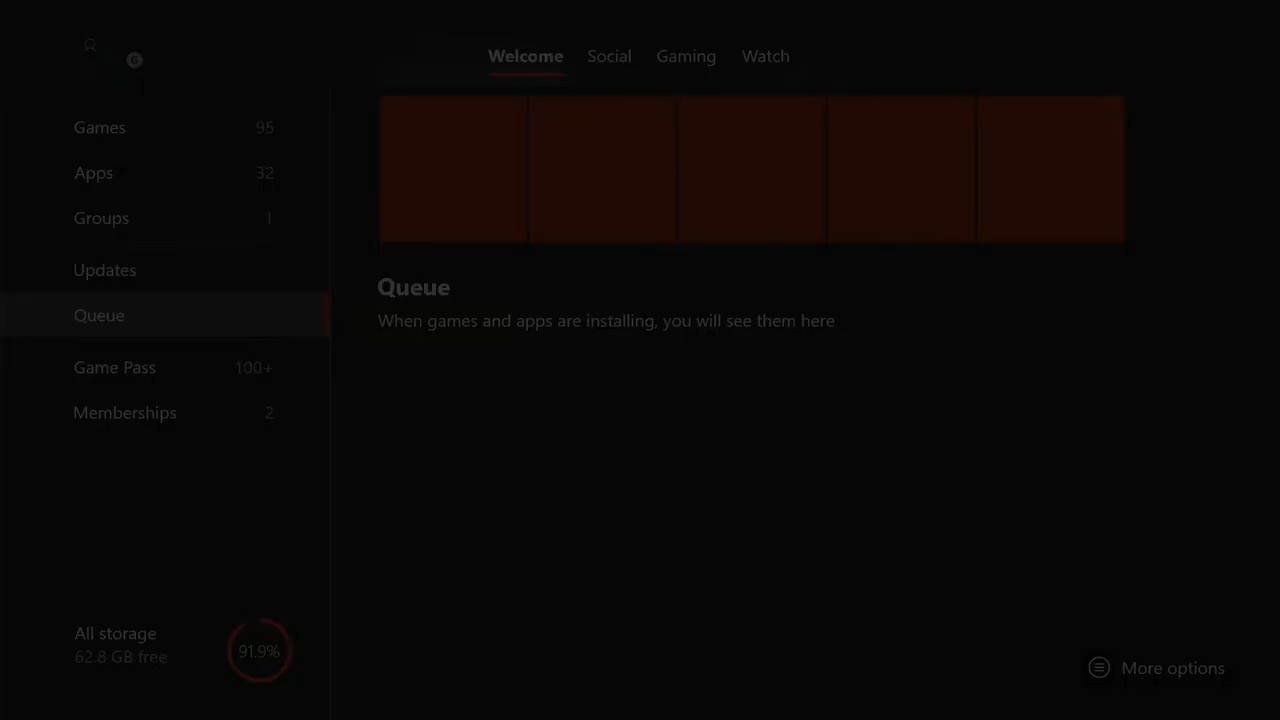 G
Welcome Social Gaming Watch
Games 95
Apps 32
Groups 1
Updates
Queue
Game Pass 100+
Memberships 2
Queue
When games and apps are installing, you will see them here
All storage
62.8 GB free
91.9%
More options